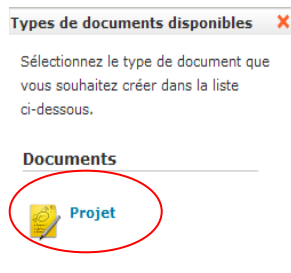 Types de documents disponibles
Sélectionnez le type de document que
vous souhaitez créer dans la liste
ci-dessous.
Documents
Projet